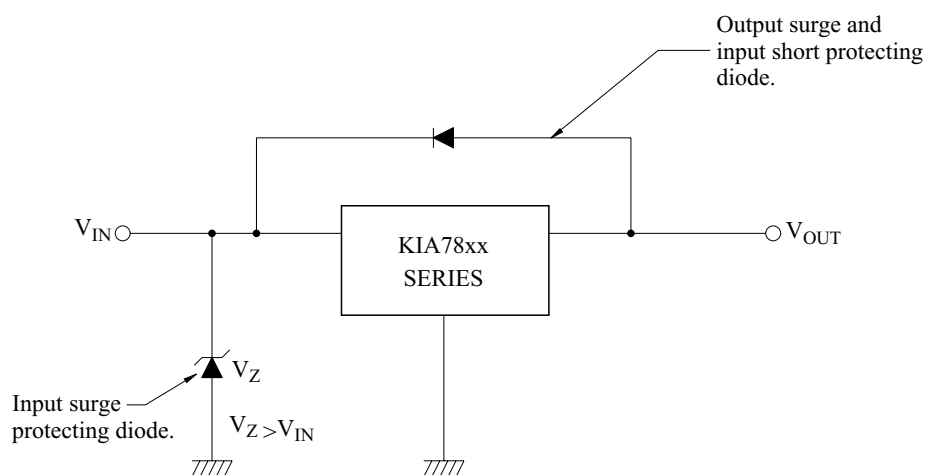 Output surge and
input short protecting
diode.
VIN
KIA78xx
SERIES
VOUT
VZ
Input surge
protecting diode.
VZ>VIN